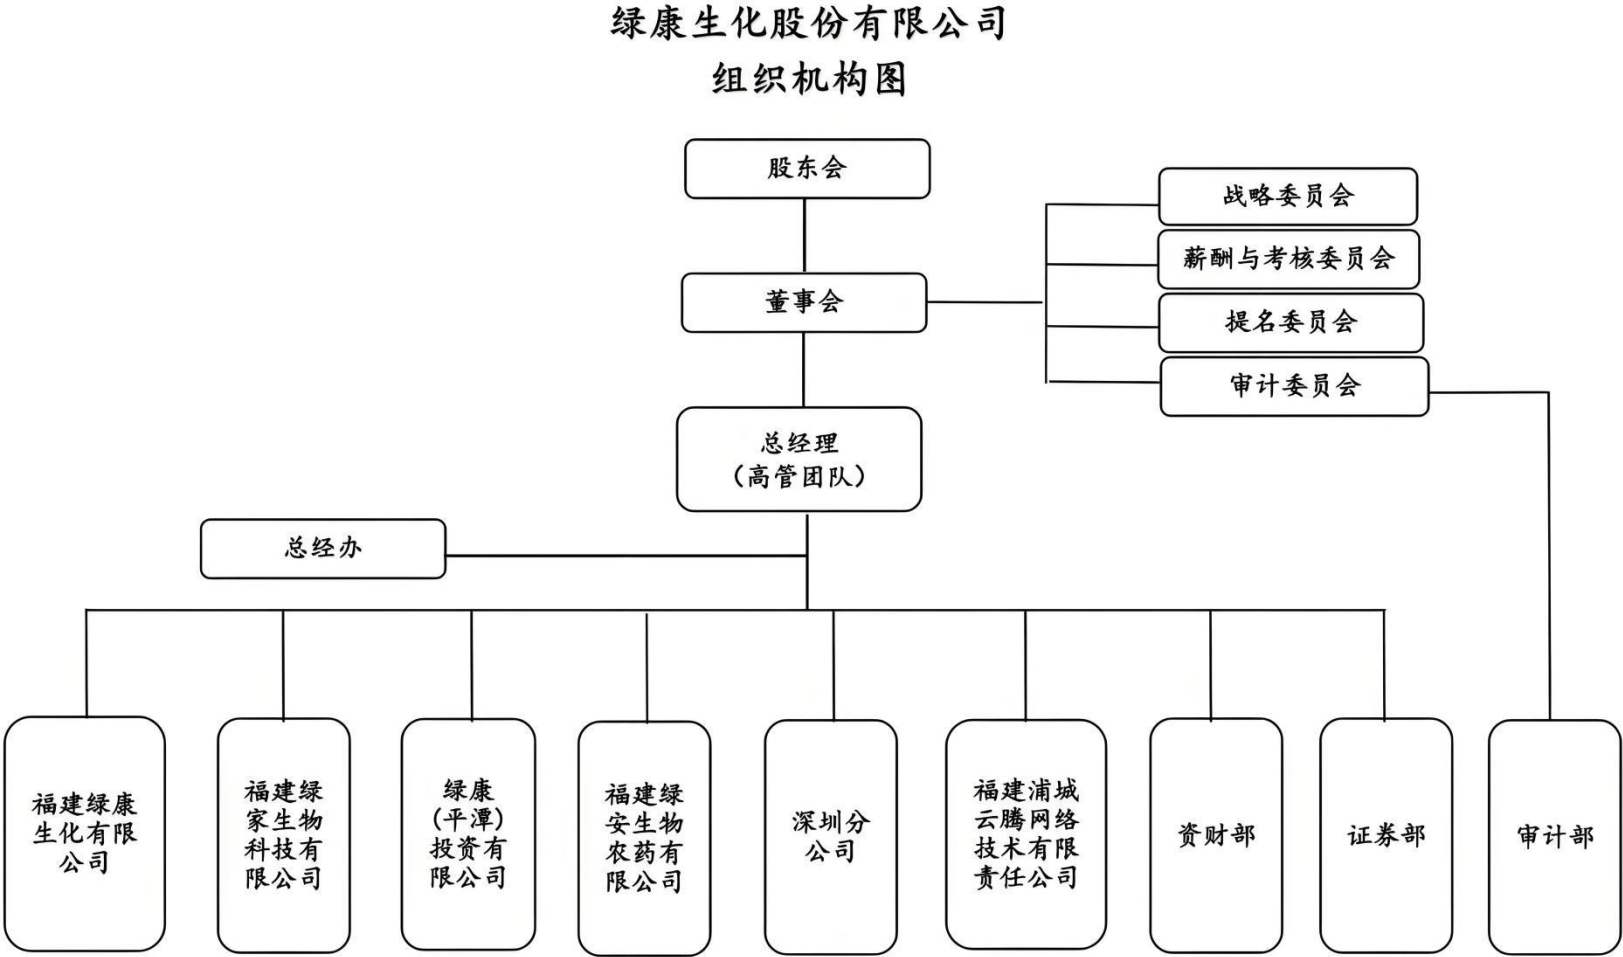 绿康生化股份有限公司
组织机构图
股东会
战略委员会
薪酬与考核委员会
董事会
提名委员会
审计委员会
总经理
（高管团队）
总经办
福建绿康
生化有限
公司
福建绿
家生物
科技有
限公司
绿康
（平潭）
投资有
限公司
福建绿
安生物
农药有
限公司
深圳分
公司
福建浦城
云腾网络
技术有限
责任公司
资财部
证券部
审计部